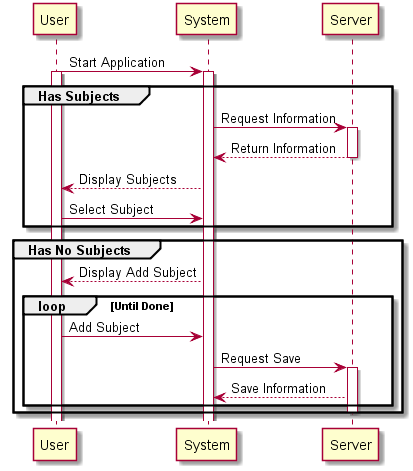 User System Server
Start Application
Has Subjects
Request Information
Return Information
Display Subjects
Select Subject
Has No Subjects
Display Add Subject
loop [Until Done]
Add Subject
Request Save
Save Information
User System Server